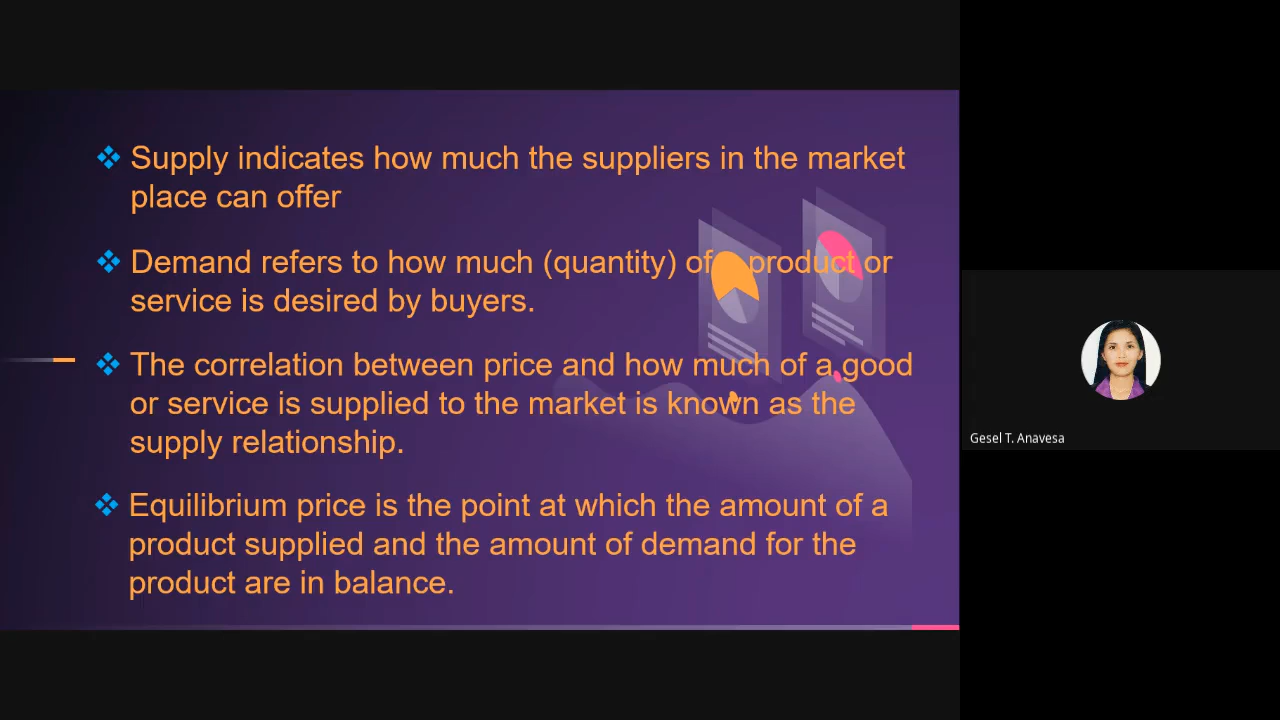 Supply indicates how much the suppliers in the market
place can offer
Demand refers to how much (quantity) of product or
service is desired by buyers.
The correlation between price and how much of a good
or service is supplied to the market is known as the
supply relationship.
Equilibrium price is the point at which the amount of a
product supplied and the amount of demand for the
product are in balance.
Gesel T. Anavesa